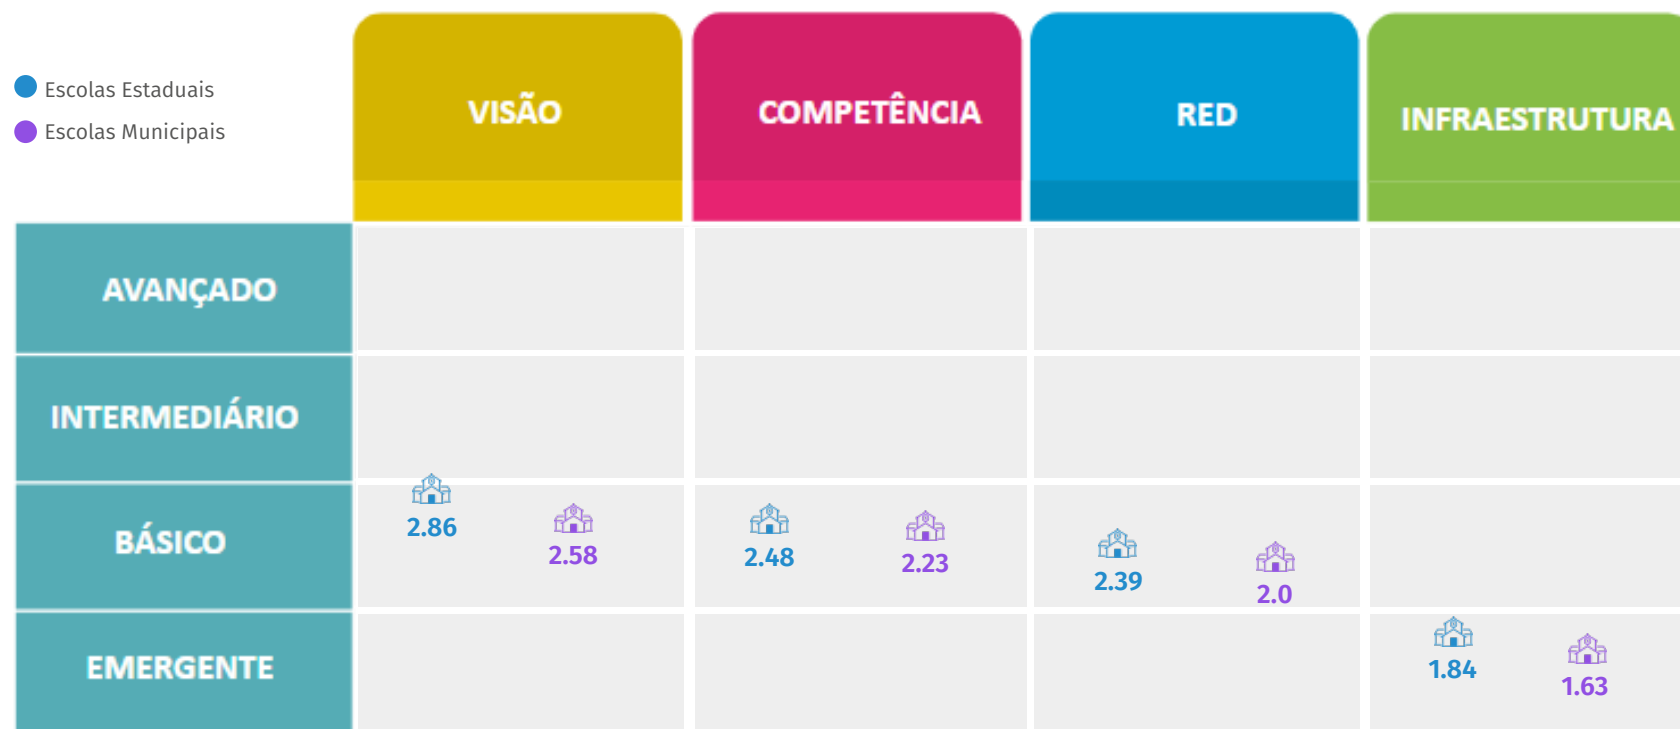 Escolas Estaduais
Escolas Municipais
VISÃO
COMPETÊNCIA
RED
INFRAESTRUTURA
AVANÇADO
INTERMEDIÁRIO
BÁSICO
2.86
2.58
2.48
2.23
2.39
2.0
EMERGENTE
1.84
1.63